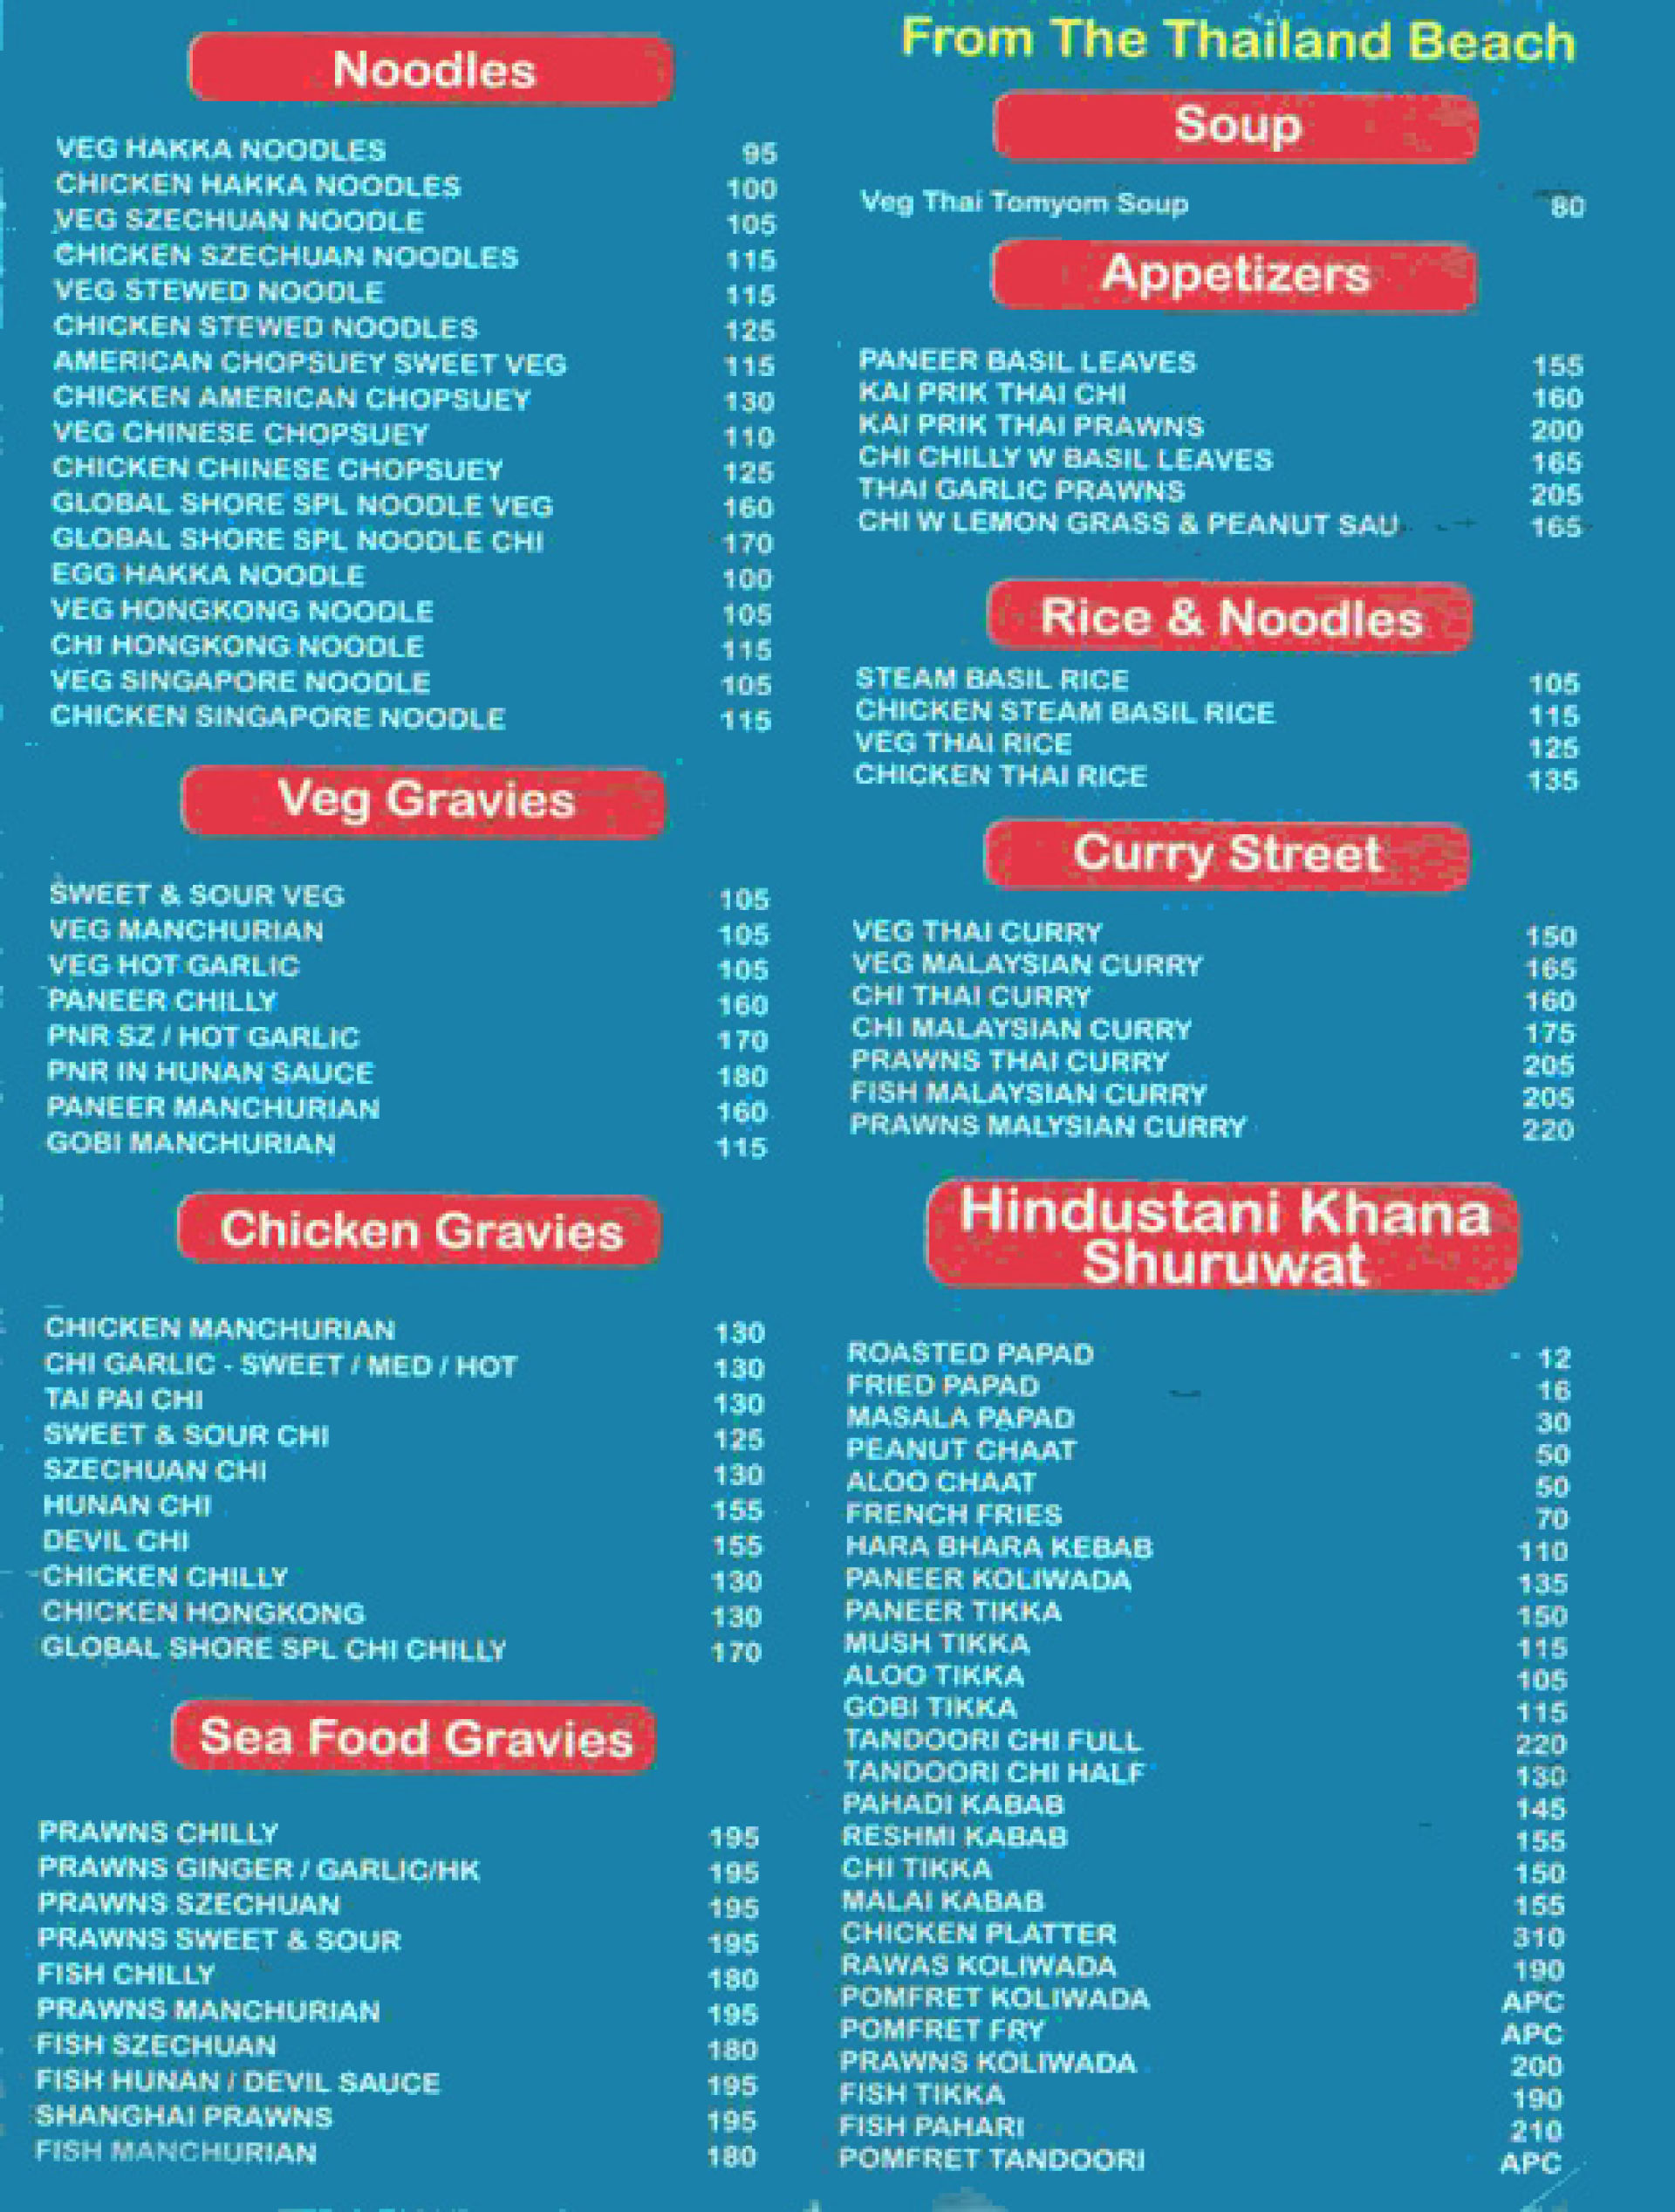 Noodles
VEG HAKKA NOODLES 95
CHICKEN HAKKA NOODLES 100
VEG SZECHUAN NOODLE 105
CHICKEN SZECHUAN NOODLES 115
VEG STEWED NOODLE 115
CHICKEN STEWED NOODLES 125
AMERICAN CHOPSUEY SWEET VEG 115
CHICKEN AMERICAN CHOPSUEY 130
VEG CHINESE CHOPSUEY 110
CHICKEN CHINESE CHOPSUEY 125
GLOBAL SHORE SPL NOODLE VEG 160
GLOBAL SHORE SPL NOODLE CHI 170
EGG HAKKA NOODLE 100
VEG HONGKONG NOODLE 105
CHI HONGKONG NOODLE 115
VEG SINGAPORE NOODLE 105
CHICKEN SINGAPORE NOODLE 115
Veg Gravies
SWEET & SOUR VEG 105
VEG MANCHURIAN 105
VEG HOT GARLIC 105
PANEER CHILLY 160
PNR SZ / HOT GARLIC 170
PNR IN HUNAN SAUCE 180
PANEER MANCHURIAN 160
GOBI MANCHURIAN 115
Chicken Gravies
CHICKEN MANCHURIAN 130
CHI GARLIC - SWEET / MED / HOT 130
TAI PAI CHI 130
SWEET & SOUR CHI 125
SZECHUAN CHI 130
HUNAN CHI 155
DEVIL CHI 155
CHICKEN CHILLY 130
CHICKEN HONGKONG 130
GLOBAL SHORE SPL CHI CHILLY 170
Sea Food Gravies
PRAWNS CHILLY 195
PRAWNS GINGER / GARLIC/HK 195
PRAWNS SZECHUAN 195
PRAWNS SWEET & SOUR 195
FISH CHILLY 180
PRAWNS MANCHURIAN 195
FISH SZECHUAN 180
FISH HUNAN / DEVIL SAUCE 195
SHANGHAI PRAWNS 195
FISH MANCHURIAN 180
From The Thailand Beach
Soup
Veg Thai Tomyom Soup 80
Appetizers
PANEER BASIL LEAVES 155
KAI PRIK THAI CHI 160
KAI PRIK THAI PRAWNS 200
CHI CHILLY W BASIL LEAVES 165
THAI GARLIC PRAWNS 205
CHI W LEMON GRASS & PEANUT SAU 165
Rice & Noodles
STEAM BASIL RICE 105
CHICKEN STEAM BASIL RICE 115
VEG THAI RICE 125
CHICKEN THAI RICE 135
Curry Street
VEG THAI CURRY 150
VEG MALAYSIAN CURRY 165
CHI THAI CURRY 160
CHI MALAYSIAN CURRY 175
PRAWNS THAI CURRY 205
FISH MALAYSIAN CURRY 205
PRAWNS MALYSIAN CURRY 220
Hindustani Khana
Shuruwat
ROASTED PAPAD 12
FRIED PAPAD 16
MASALA PAPAD 30
PEANUT CHAAT 50
ALOO CHAAT 50
FRENCH FRIES 70
HARA BHARA KEBAB 110
PANEER KOLIWADA 135
PANEER TIKKA 150
MUSH TIKKA 115
ALOO TIKKA 105
GOBI TIKKA 115
TANDOORI CHI FULL 220
TANDOORI CHI HALF 130
PAHADI KABAB 145
RESHMI KABAB 155
CHI TIKKA 150
MALAI KABAB 155
CHICKEN PLATTER 310
RAWAS KOLIWADA 190
POMFRET KOLIWADA APC
POMFRET FRY APC
PRAWNS KOLIWADA 200
FISH TIKKA 190
FISH PAHARI 210
POMFRET TANDOORI APC